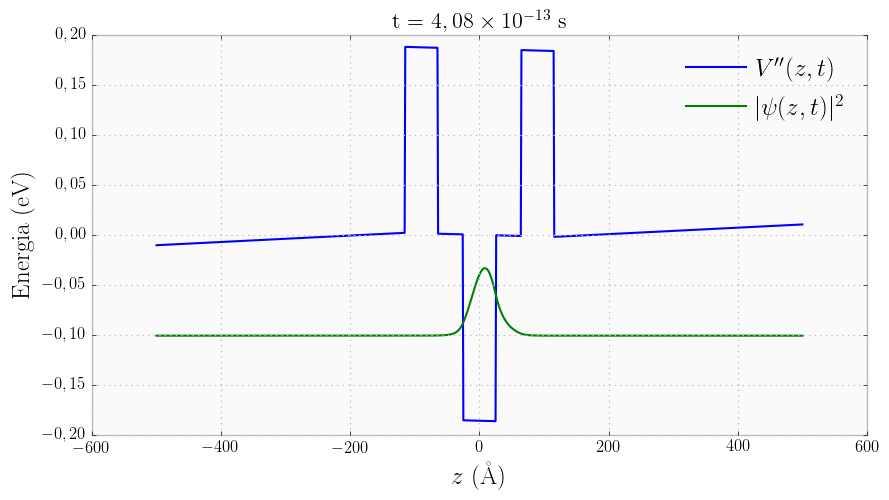 t = 4,08 × 10⁻¹³ s
V′′(z, t)
|ψ(z, t)|²
Energia (eV)
0,20
0,15
0,10
0,05
0,00
−0,05
−0,10
−0,15
−0,20
−600 −400 −200 0 200 400 600
z (Å)